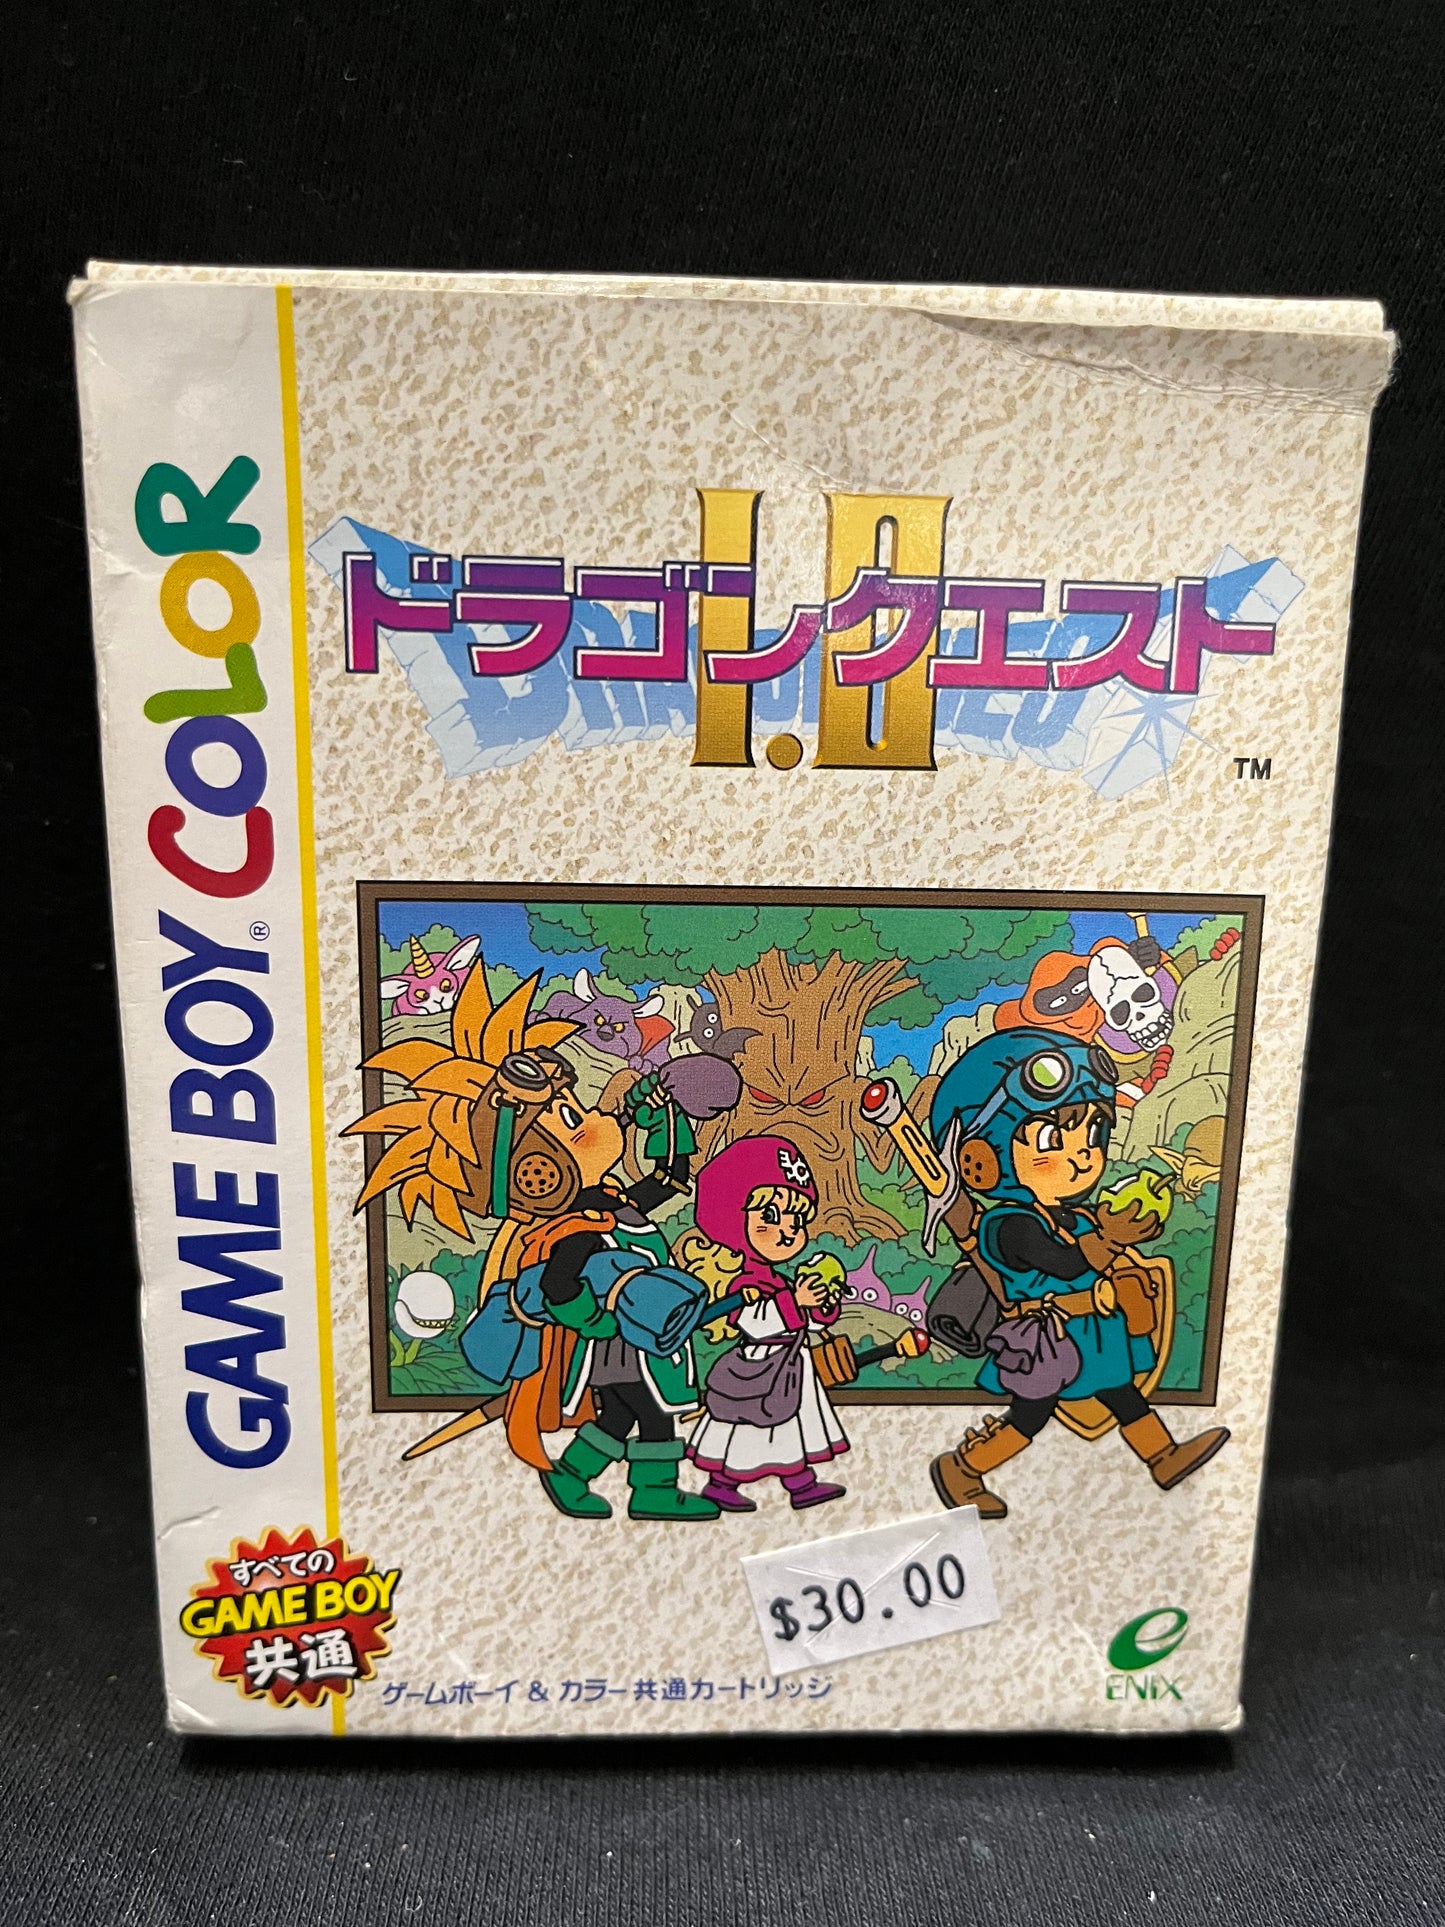 GAME BOY® COLOR
ドラゴンクエスト
I.II
TM
すべての
GAME BOY
共通
$30.00
ゲームボーイ & カラー共通カートリッジ
ENIX